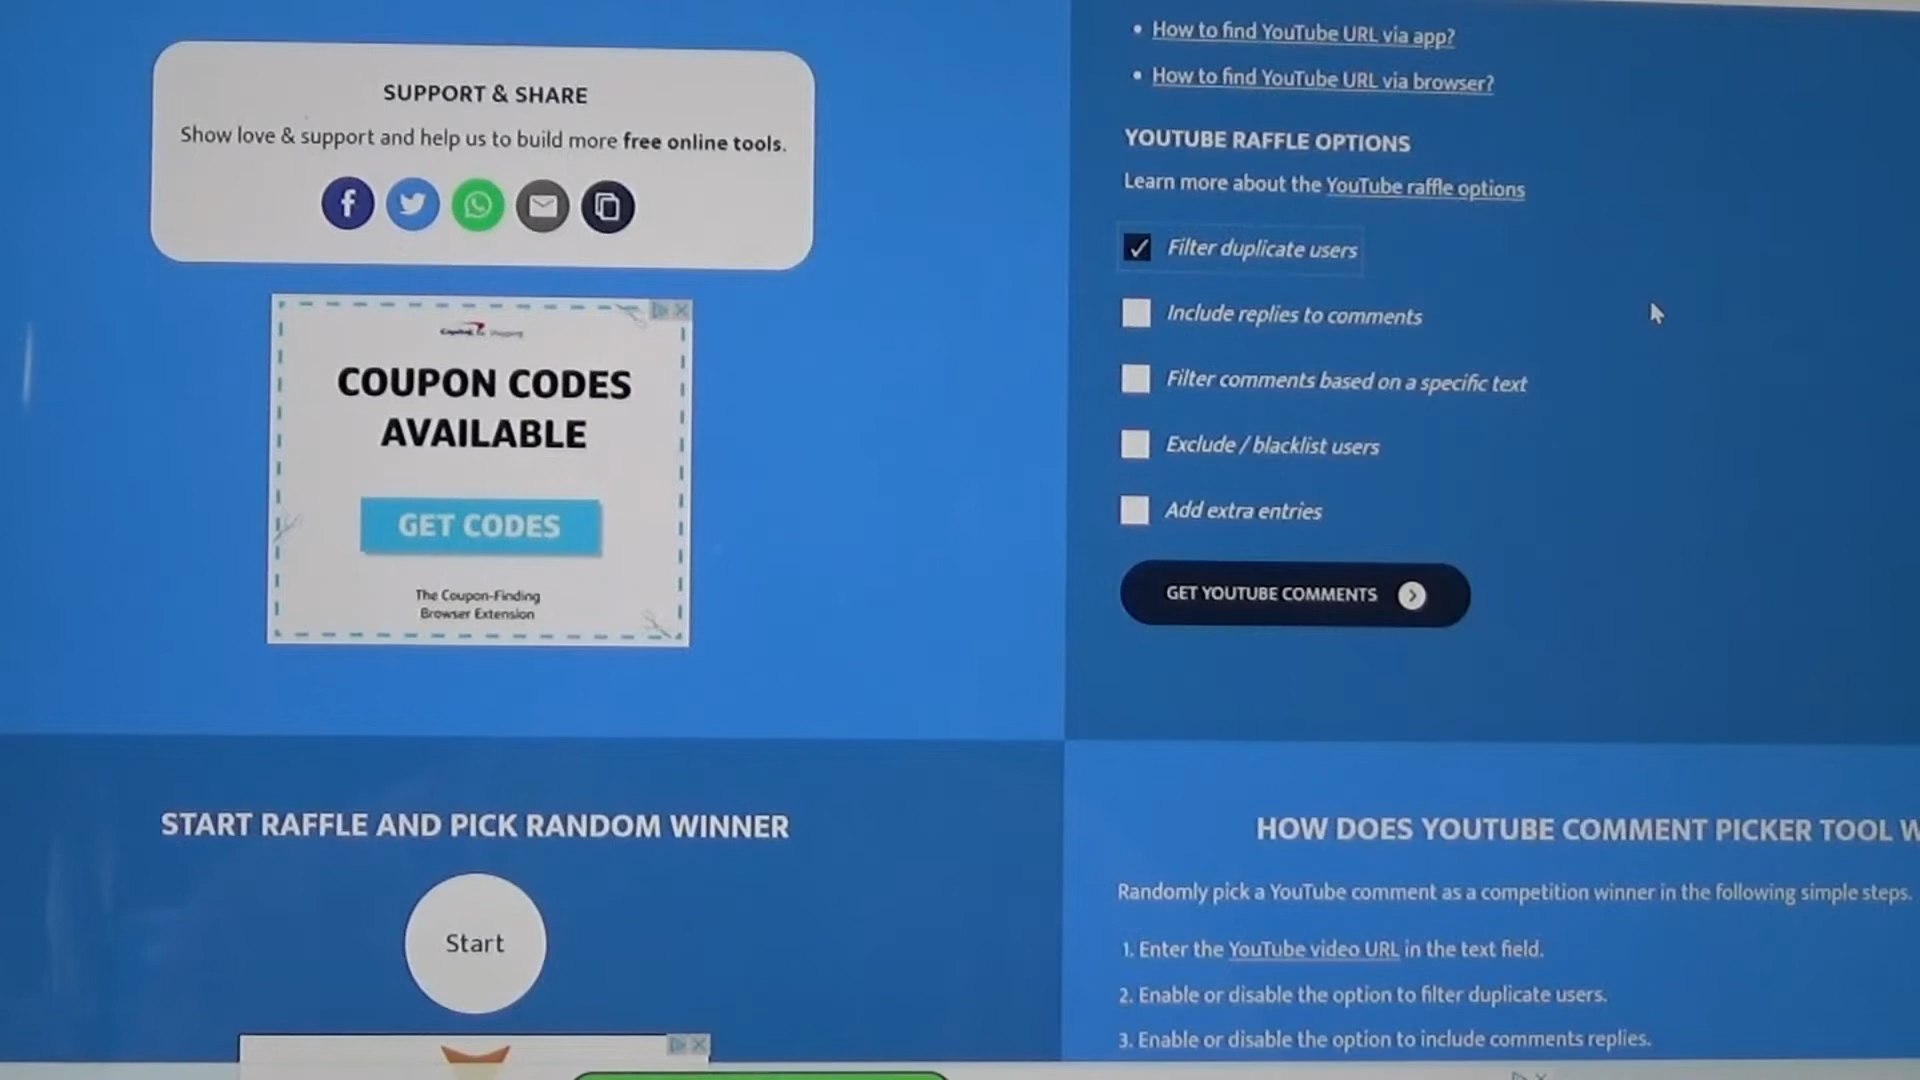 SUPPORT & SHARE
Show love & support and help us to build more free online tools.
COUPON CODES
AVAILABLE
GET CODES
The Coupon-Finding
Browser Extension
• How to find YouTube URL via app?
• How to find YouTube URL via browser?
YOUTUBE RAFFLE OPTIONS
Learn more about the YouTube raffle options
Filter duplicate users
Include replies to comments
Filter comments based on a specific text
Exclude / blacklist users
Add extra entries
GET YOUTUBE COMMENTS
START RAFFLE AND PICK RANDOM WINNER
Start
HOW DOES YOUTUBE COMMENT PICKER TOOL W
Randomly pick a YouTube comment as a competition winner in the following simple steps.
1. Enter the YouTube video URL in the text field.
2. Enable or disable the option to filter duplicate users.
3. Enable or disable the option to include comments replies.